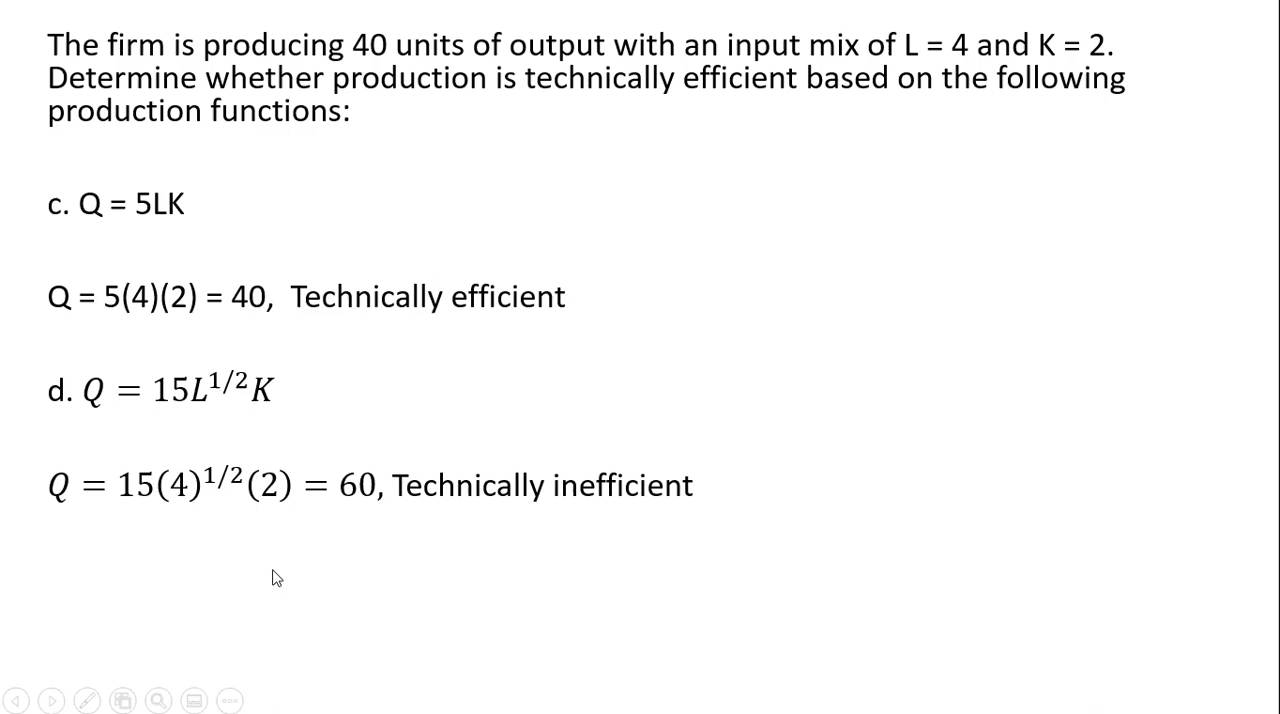 The firm is producing 40 units of output with an input mix of L = 4 and K = 2.
Determine whether production is technically efficient based on the following
production functions:
c. Q = 5LK
Q = 5(4)(2) = 40,  Technically efficient
d. Q = 15L^{1/2}K
Q = 15(4)^{1/2}(2) = 60, Technically inefficient